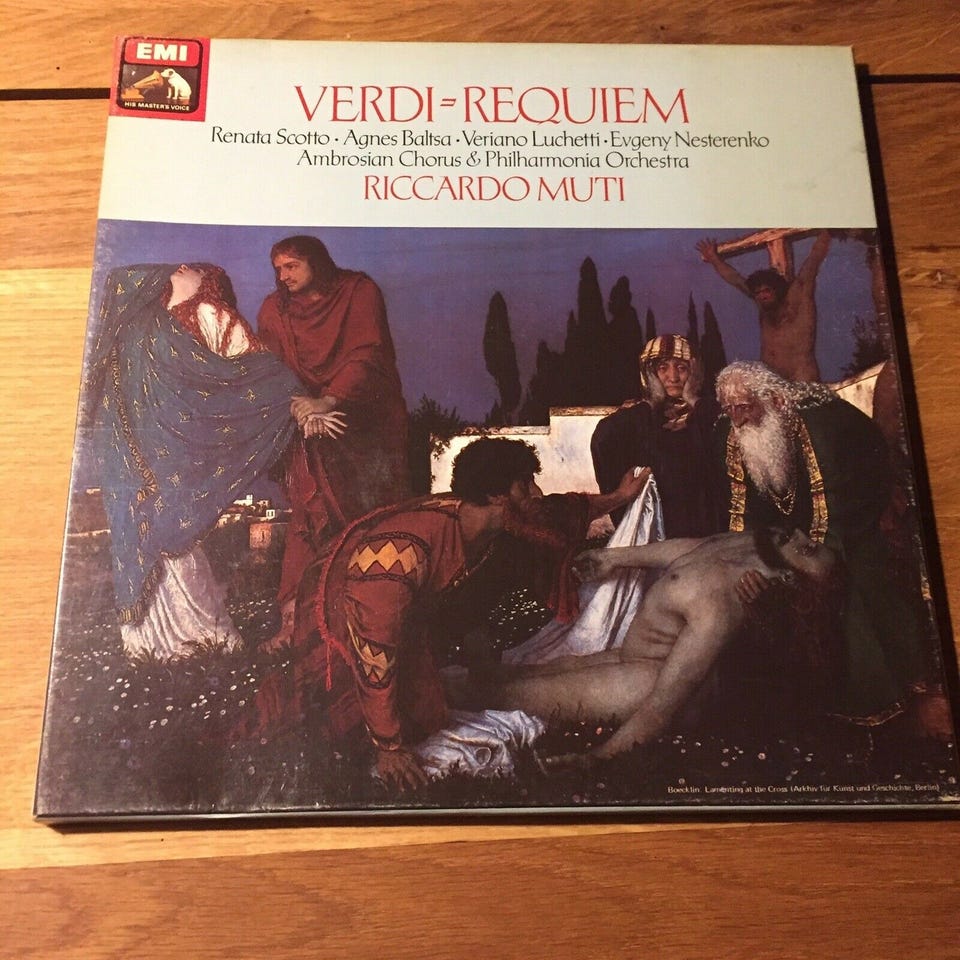 EMI
HIS MASTER'S VOICE
VERDI-REQUIEM
Renata Scotto · Agnes Baltsa · Veriano Luchetti · Evgeny Nesterenko
Ambrosian Chorus & Philharmonia Orchestra
RICCARDO MUTI
Boecklin: Lamenting at the Cross (Arkhiv für Kunst und Geschichte, Berlin)